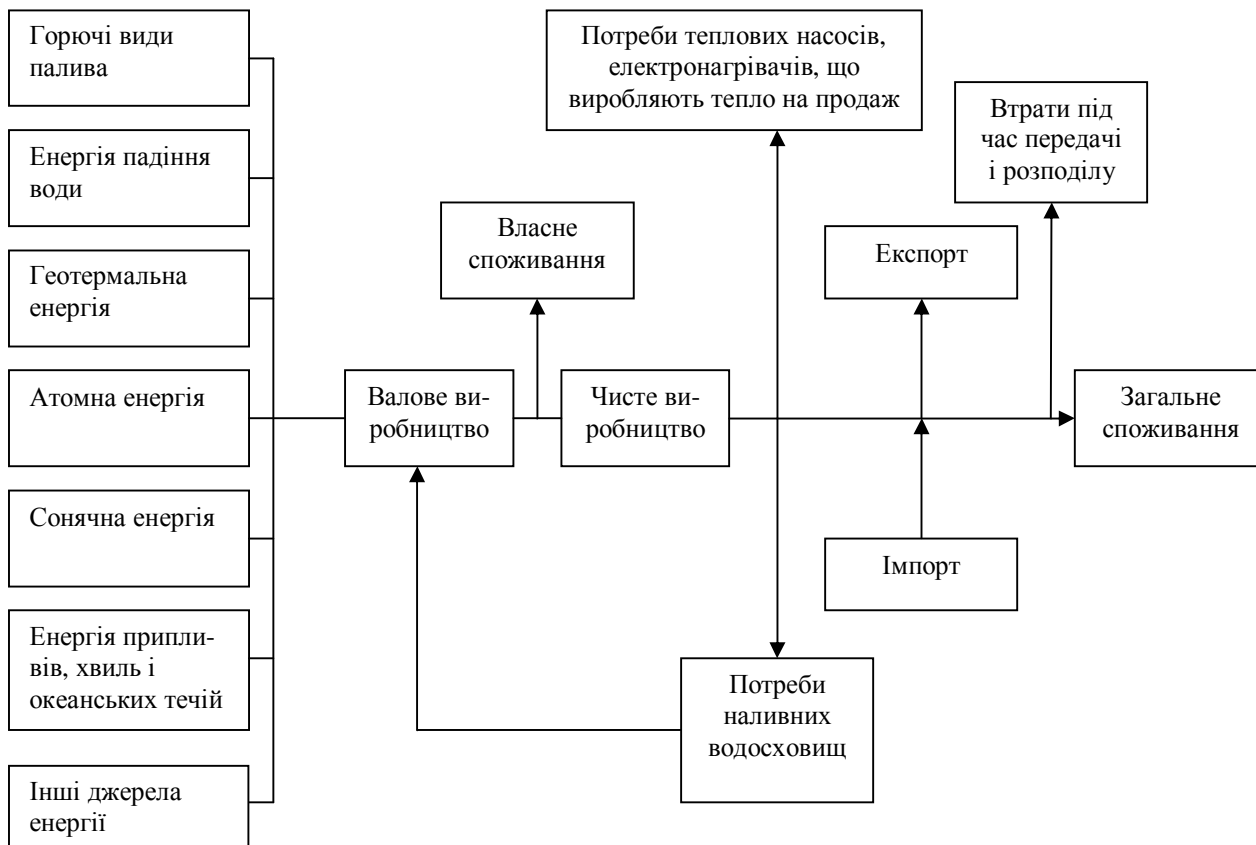 Горючі види
палива
Енергія падіння
води
Геотермальна
енергія
Атомна енергія
Сонячна енергія
Енергія припли-
вів, хвиль і
океанських течій
Інші джерела
енергії
Валове ви-
робництво
Власне
споживання
Чисте ви-
робництво
Потреби теплових насосів,
електронагрівачів, що
виробляють тепло на продаж
Потреби
наливних
водосховищ
Експорт
Імпорт
Втрати під
час передачі
і розподілу
Загальне
споживання